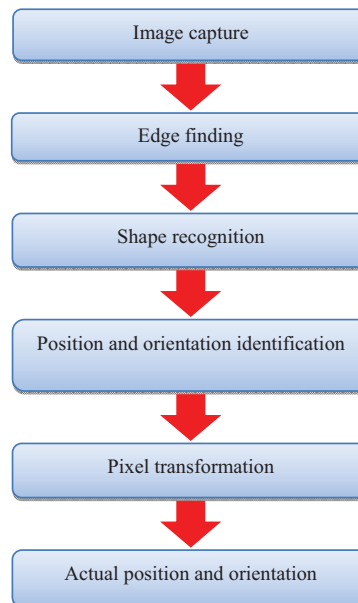 Image capture
Edge finding
Shape recognition
Position and orientation identification
Pixel transformation
Actual position and orientation